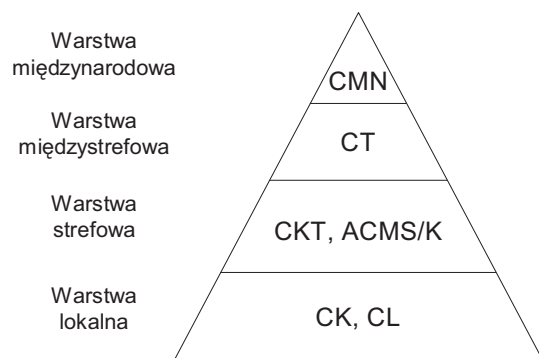 Warstwa
międzynarodowa
CMN
Warstwa
międzystrefowa
CT
Warstwa
strefowa
CKT, ACMS/K
Warstwa
lokalna
CK, CL